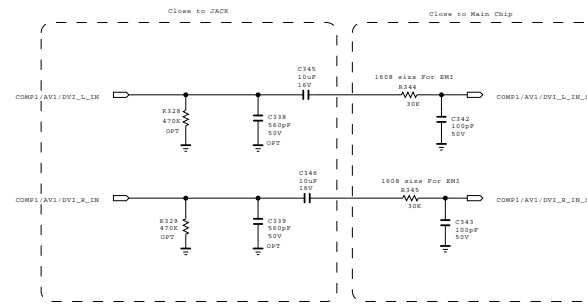 Close to JACK
Close to Main Chip
C345
10uF
16V
1608 sizs For EMI
R344
30K
COMP1/AV1/DVI_L_IN
COMP1/AV1/DVI_L_IN_S
R328
470K
OPT
C338
560pF
50V
OPT
C342
100pF
50V
C346
10uF
16V
1608 sizs For EMI
R345
30K
COMP1/AV1/DVI_R_IN
COMP1/AV1/DVI_R_IN_S
R329
470K
OPT
C339
560pF
50V
OPT
C343
100pF
50V